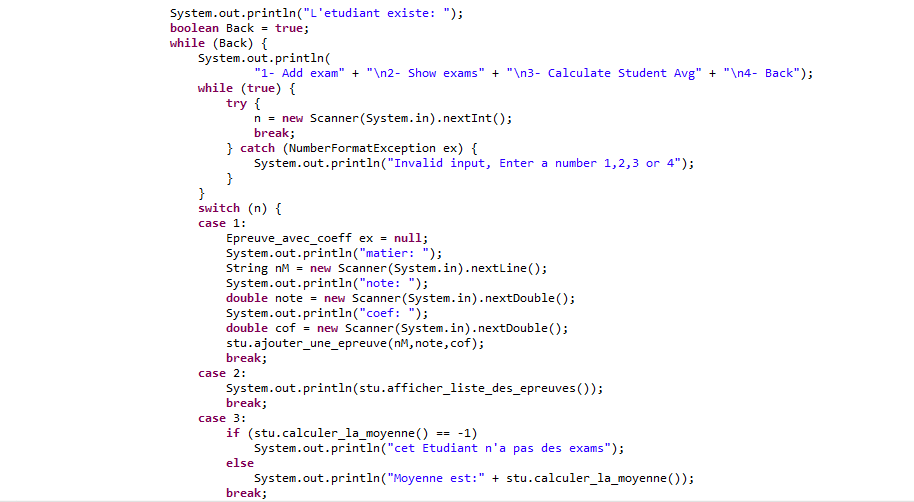 System.out.println("L'etudiant existe: ");
boolean Back = true;
while (Back) {
System.out.println(
"1- Add exam" + "\n2- Show exams" + "\n3- Calculate Student Avg" + "\n4- Back");
while (true) {
try {
n = new Scanner(System.in).nextInt();
break;
} catch (NumberFormatException ex) {
System.out.println("Invalid input, Enter a number 1,2,3 or 4");
}
}
switch (n) {
case 1:
Epreuve_avec_coeff ex = null;
System.out.println("matier: ");
String nM = new Scanner(System.in).nextLine();
System.out.println("note: ");
double note = new Scanner(System.in).nextDouble();
System.out.println("coef: ");
double cof = new Scanner(System.in).nextDouble();
stu.ajouter_une_epreuve(nM,note,cof);
break;
case 2:
System.out.println(stu.afficher_liste_des_epreuves());
break;
case 3:
if (stu.calculer_la_moyenne() == -1)
System.out.println("cet Etudiant n'a pas des exams");
else
System.out.println("Moyenne est:" + stu.calculer_la_moyenne());
break;